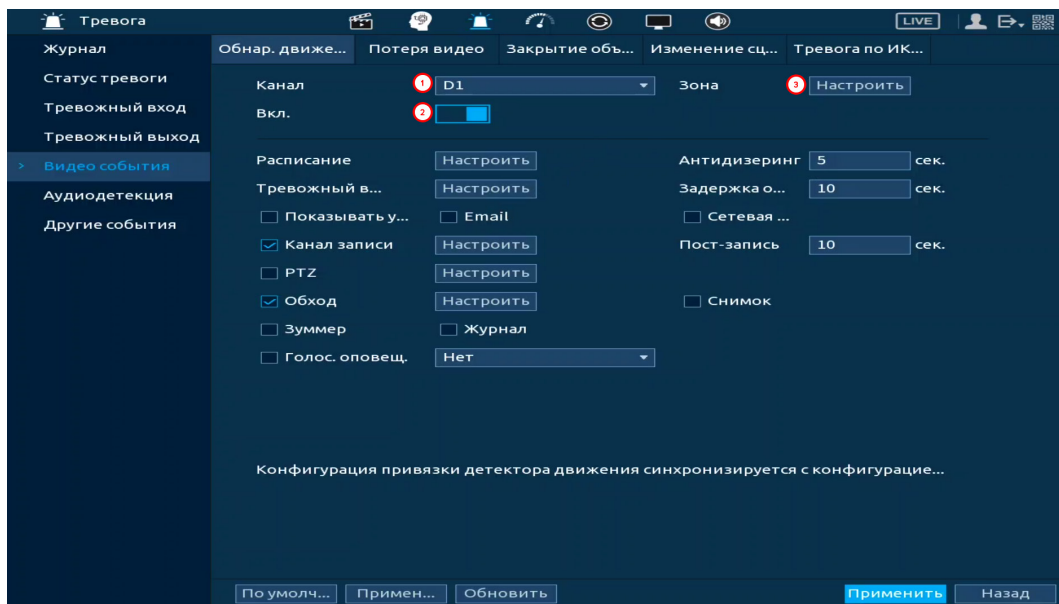 Тревога LIVE
Журнал
Статус тревоги
Тревожный вход
Тревожный выход
> Видео события
Аудиодетекция
Другие события
Обнар. движе... Потеря видео Закрытие объ... Изменение сц... Тревога по ИК...
Канал 1 D1 Зона 3 Настроить
Вкл. 2
Расписание Настроить Антидизеринг 5 сек.
Тревожный в... Настроить Задержка о... 10 сек.
Показывать у... Email Сетевая ...
Канал записи Настроить Пост-запись 10 сек.
PTZ Настроить
Обход Настроить Снимок
Зуммер Журнал
Голос. оповещ. Нет
Конфигурация привязки детектора движения синхронизируется с конфигурацие...
По умолч... Примен... Обновить Применить Назад